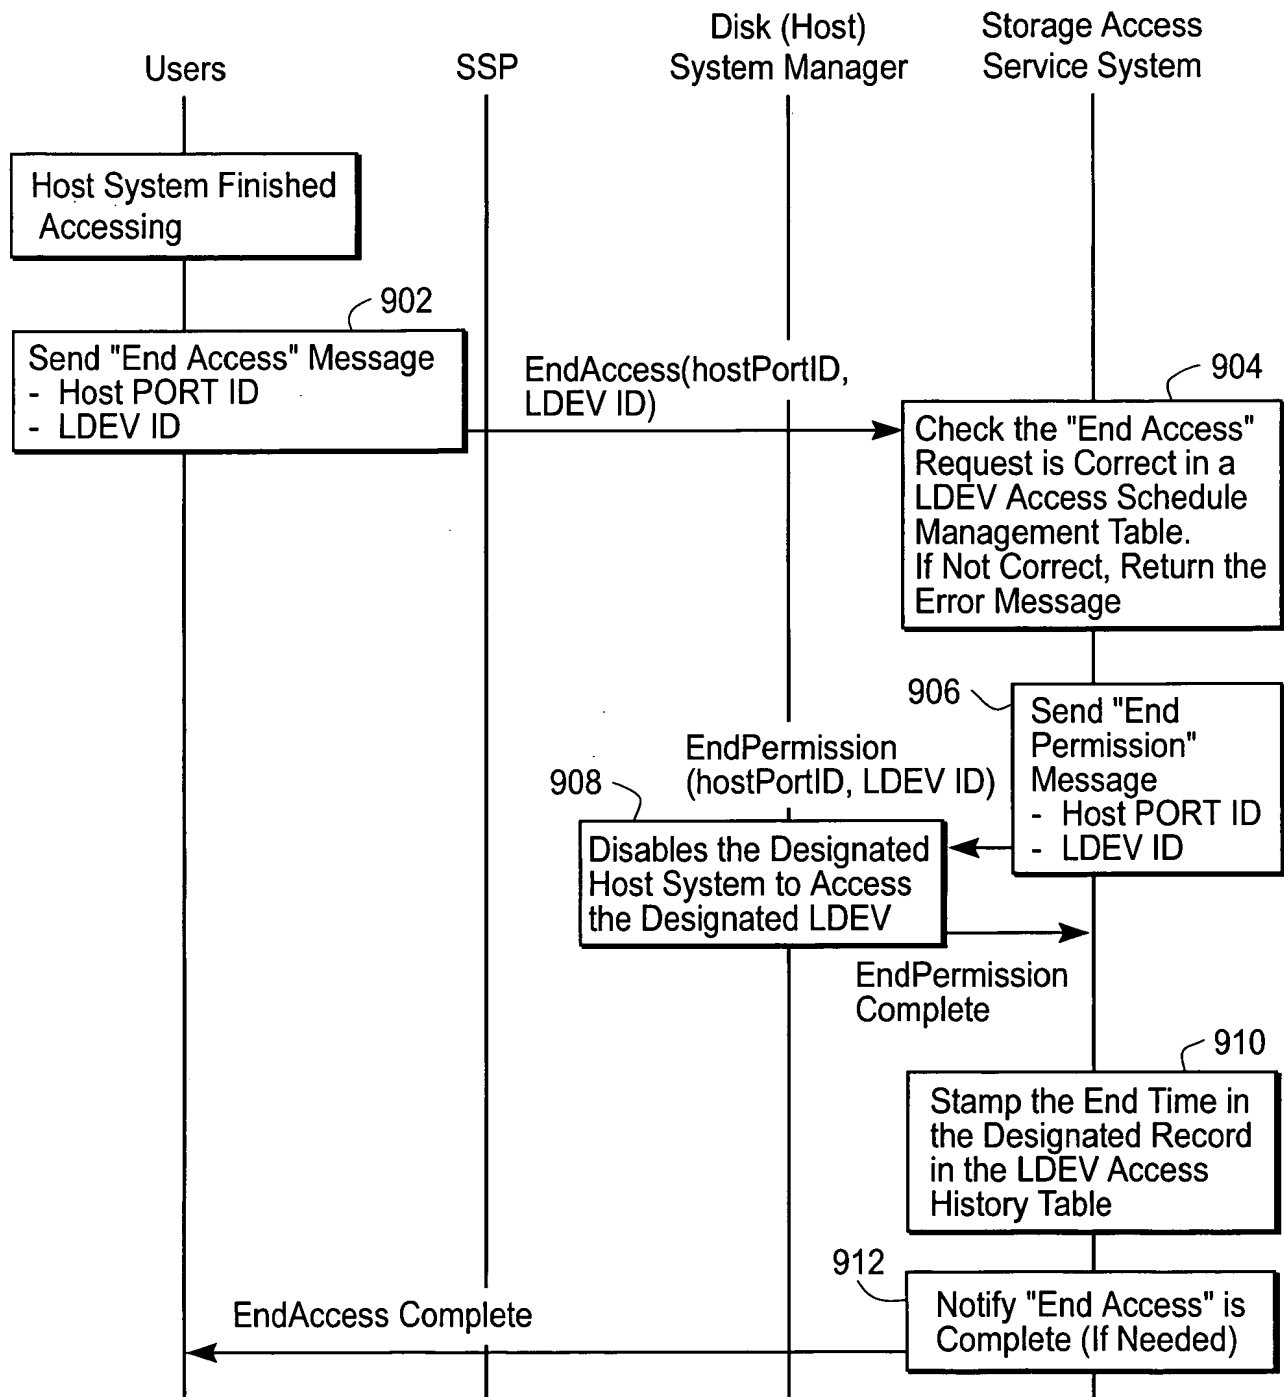 Users
SSP
Disk (Host)
System Manager
Storage Access
Service System
Host System Finished
Accessing
902
Send "End Access" Message
- Host PORT ID
- LDEV ID
EndAccess(hostPortID,
LDEV ID)
904
Check the "End Access"
Request is Correct in a
LDEV Access Schedule
Management Table.
If Not Correct, Return the
Error Message
906
Send "End
Permission"
Message
- Host PORT ID
- LDEV ID
EndPermission
(hostPortID, LDEV ID)
908
Disables the Designated
Host System to Access
the Designated LDEV
EndPermission
Complete
910
Stamp the End Time in
the Designated Record
in the LDEV Access
History Table
912
Notify "End Access" is
Complete (If Needed)
EndAccess Complete